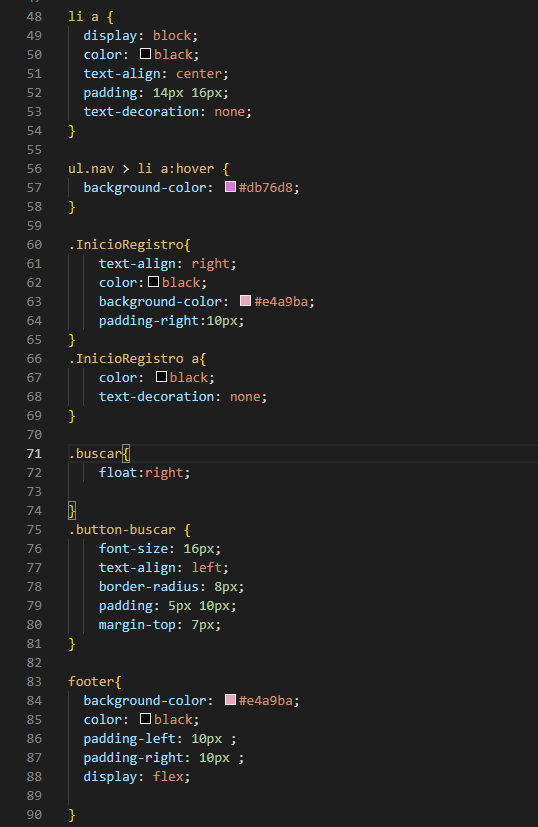 48 li a {
49   display: block;
50   color: black;
51   text-align: center;
52   padding: 14px 16px;
53   text-decoration: none;
54 }
55
56 ul.nav > li a:hover {
57   background-color: #db76d8;
58 }
59
60 .InicioRegistro{
61     text-align: right;
62     color:black;
63     background-color: #e4a9ba;
64     padding-right:10px;
65 }
66 .InicioRegistro a{
67     color: black;
68     text-decoration: none;
69 }
70
71 .buscar{
72     float:right;
73
74 }
75 .button-buscar {
76     font-size: 16px;
77     text-align: left;
78     border-radius: 8px;
79     padding: 5px 10px;
80     margin-top: 7px;
81 }
82
83 footer{
84   background-color: #e4a9ba;
85   color: black;
86   padding-left: 10px ;
87   padding-right: 10px ;
88   display: flex;
89
90 }